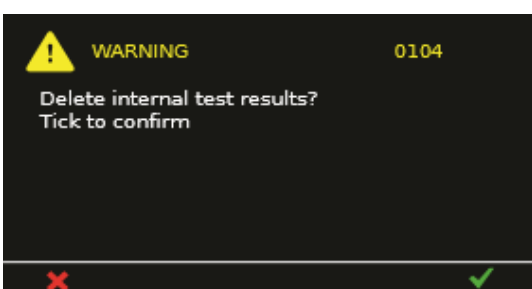 WARNING 0104
Delete internal test results?
Tick to confirm